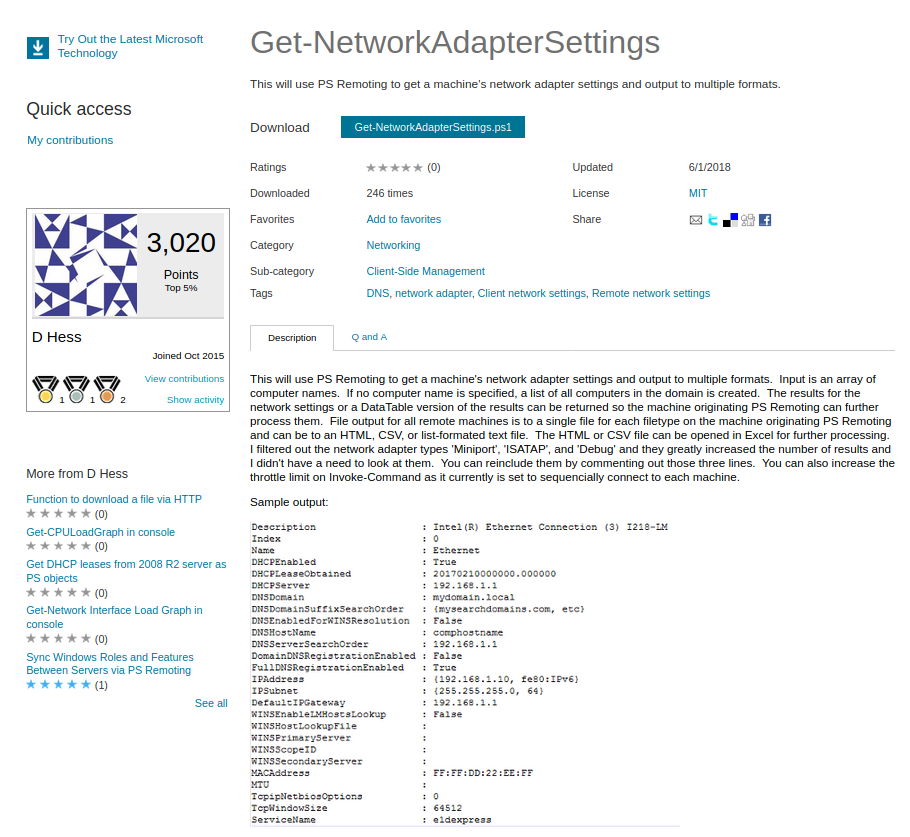 Try Out the Latest Microsoft
Technology
Quick access
My contributions
3,020
Points
Top 5%
D Hess
Joined Oct 2015
View contributions
1 1 2
Show activity
More from D Hess
Function to download a file via HTTP
(0)
Get-CPULoadGraph in console
(0)
Get DHCP leases from 2008 R2 server as
PS objects
(0)
Get-Network Interface Load Graph in
console
(0)
Sync Windows Roles and Features
Between Servers via PS Remoting
(1)
See all
Get-NetworkAdapterSettings
This will use PS Remoting to get a machine's network adapter settings and output to multiple formats.
Download Get-NetworkAdapterSettings.ps1
Ratings (0) Updated 6/1/2018
Downloaded 246 times License MIT
Favorites Add to favorites Share
Category Networking
Sub-category Client-Side Management
Tags DNS, network adapter, Client network settings, Remote network settings
Description Q and A
This will use PS Remoting to get a machine's network adapter settings and output to multiple formats.  Input is an array of
computer names.  If no computer name is specified, a list of all computers in the domain is created.  The results for the
network settings or a DataTable version of the results can be returned so the machine originating PS Remoting can further
process them.  File output for all remote machines is to a single file for each filetype on the machine originating PS Remoting
and can be to an HTML, CSV, or list-formated text file.  The HTML or CSV file can be opened in Excel for further processing.
I filtered out the network adapter types 'Miniport', 'ISATAP', and 'Debug' and they greatly increased the number of results and
I didn't have a need to look at them.  You can reinclude them by commenting out those three lines.  You can also increase the
throttle limit on Invoke-Command as it currently is set to sequencially connect to each machine.
Sample output:
Description : Intel(R) Ethernet Connection (3) I218-LM
Index : 0
Name : Ethernet
DHCPEnabled : True
DHCPLeaseObtained : 20170210000000.000000
DHCPServer : 192.168.1.1
DNSDomain : mydomain.local
DNSDomainSuffixSearchOrder : {mysearchdomains.com, etc}
DNSEnabledForWINSResolution : False
DNSHostName : comphostname
DNSServerSearchOrder : 192.168.1.1
DomainDNSRegistrationEnabled : False
FullDNSRegistrationEnabled : True
IPAddress : {192.168.1.10, fe80:IPv6}
IPSubnet : {255.255.255.0, 64}
DefaultIPGateway : 192.168.1.1
WINSEnableLMHostsLookup : False
WINSHostLookupFile :
WINSPrimaryServer :
WINSScopeID :
WINSSecondaryServer :
MACAddress : FF:FF:DD:22:EE:FF
MTU :
TcpipNetbiosOptions : 0
TcpWindowSize : 64512
ServiceName : e1dexpress